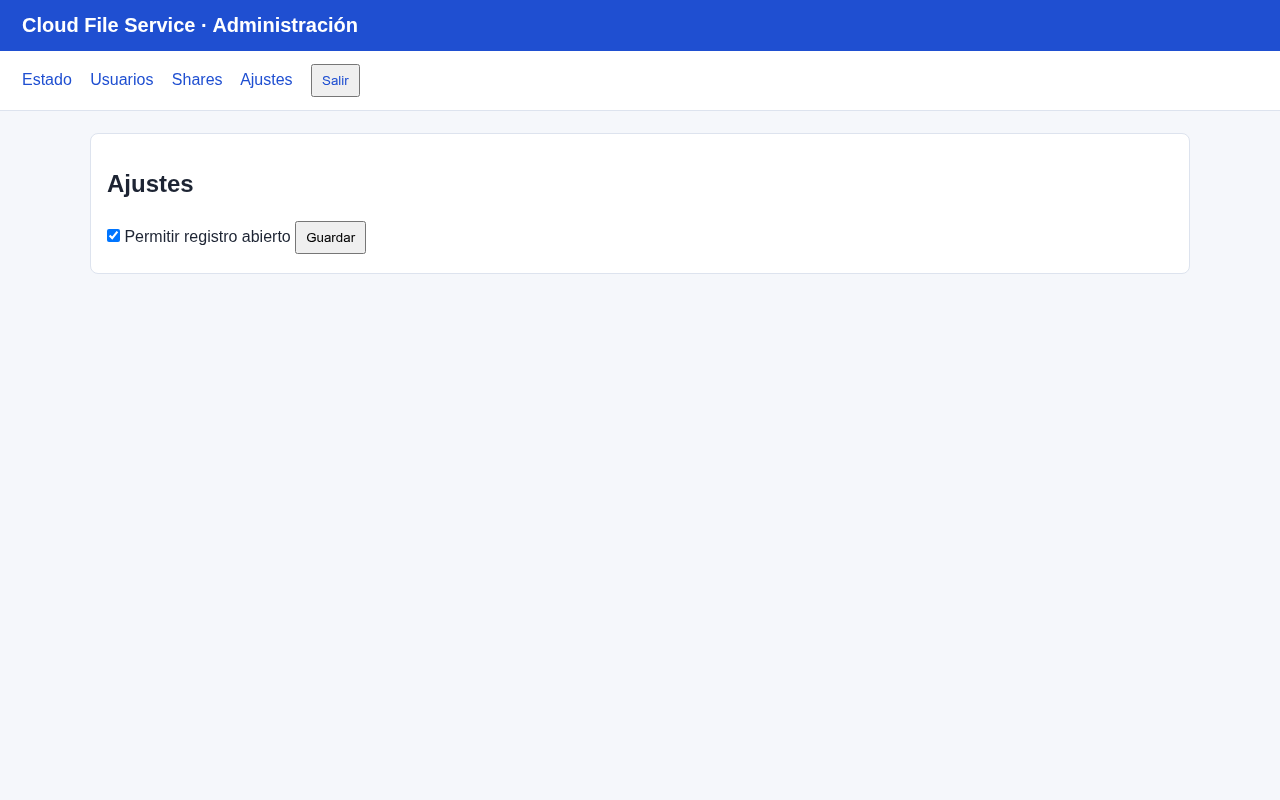 Cloud File Service · Administración
Estado Usuarios Shares Ajustes Salir
Ajustes
Permitir registro abierto Guardar